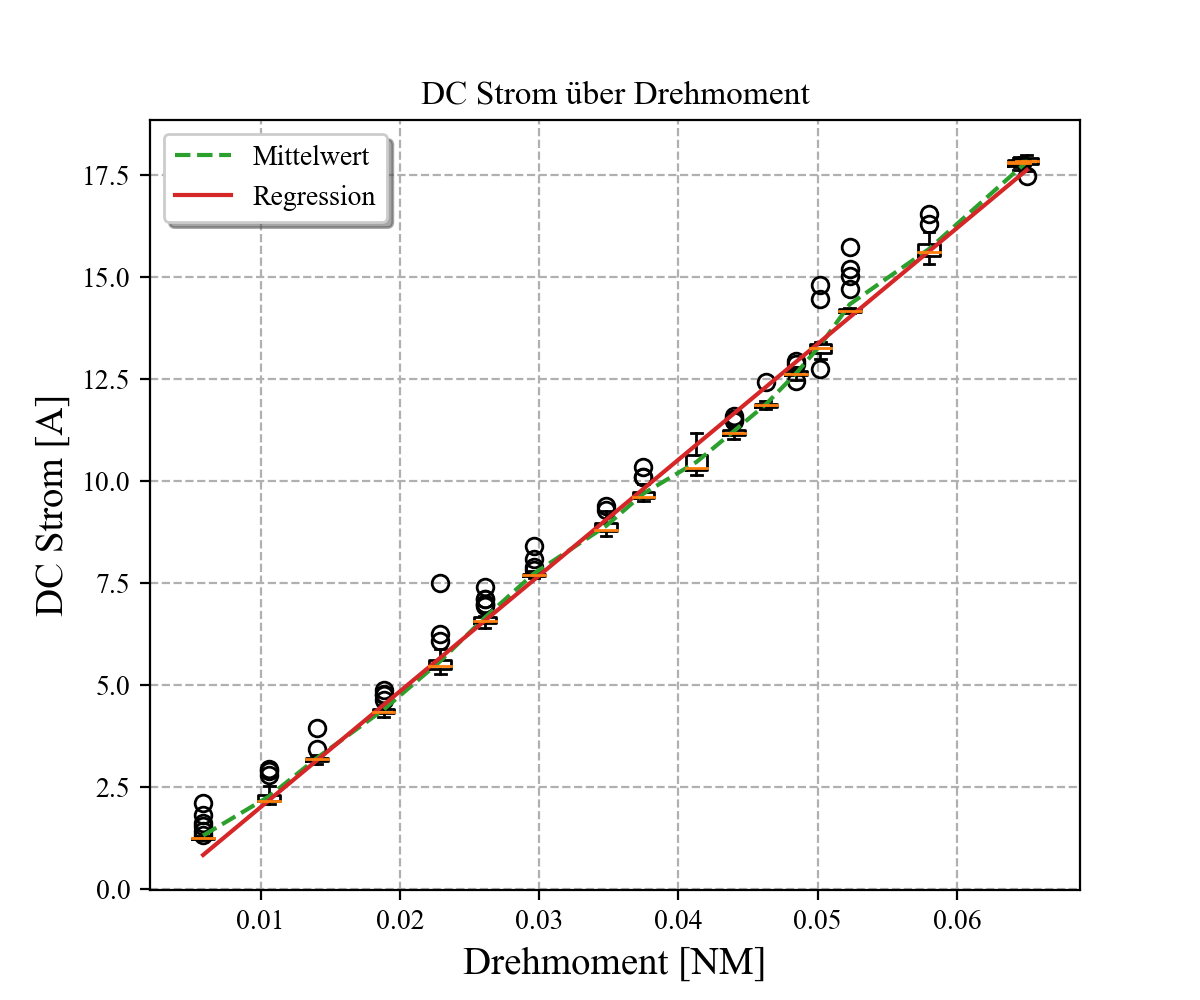 DC Strom über Drehmoment
Mittelwert
Regression
17.5
15.0
12.5
10.0
7.5
5.0
2.5
0.0
DC Strom [A]
0.01 0.02 0.03 0.04 0.05 0.06
Drehmoment [NM]